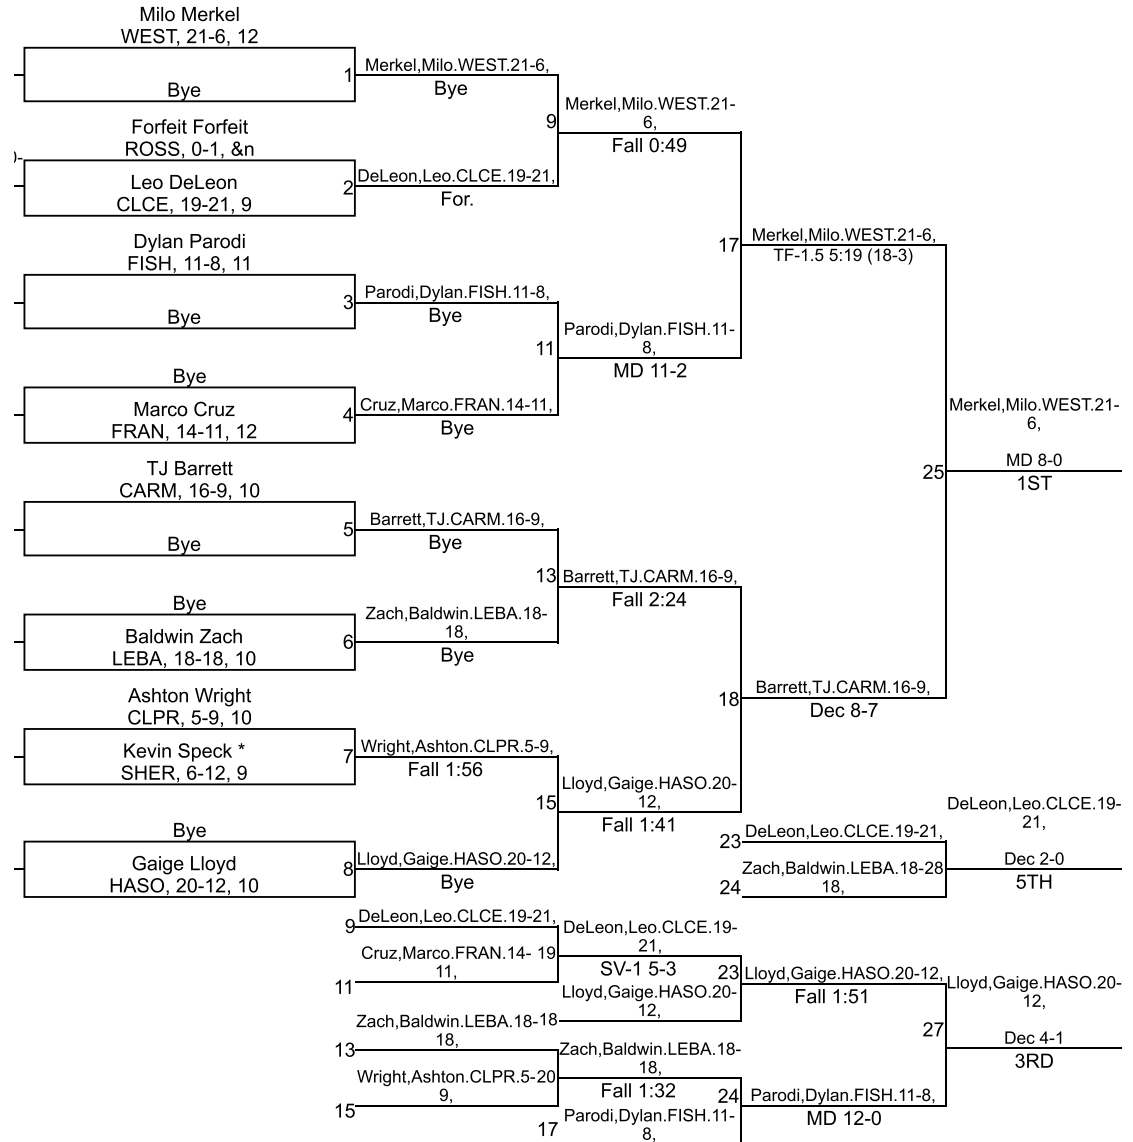 Milo Merkel
WEST, 21-6, 12
Bye
1
Merkel,Milo.WEST.21-6,
Bye
Forfeit Forfeit
ROSS, 0-1, &n
Leo DeLeon
CLCE, 19-21, 9
2
DeLeon,Leo.CLCE.19-21,
For.
9
Merkel,Milo.WEST.21-
6,
Fall 0:49
Dylan Parodi
FISH, 11-8, 11
Bye
3
Parodi,Dylan.FISH.11-8,
Bye
Bye
Marco Cruz
FRAN, 14-11, 12
4
Cruz,Marco.FRAN.14-11,
Bye
11
Parodi,Dylan.FISH.11-
8,
MD 11-2
17
Merkel,Milo.WEST.21-6,
TF-1.5 5:19 (18-3)
TJ Barrett
CARM, 16-9, 10
Bye
5
Barrett,TJ.CARM.16-9,
Bye
Bye
Baldwin Zach
LEBA, 18-18, 10
6
Zach,Baldwin.LEBA.18-
18,
Bye
13
Barrett,TJ.CARM.16-9,
Fall 2:24
Ashton Wright
CLPR, 5-9, 10
Kevin Speck *
SHER, 6-12, 9
7
Wright,Ashton.CLPR.5-9,
Fall 1:56
Bye
Gaige Lloyd
HASO, 20-12, 10
8
Lloyd,Gaige.HASO.20-12,
Bye
15
Lloyd,Gaige.HASO.20-
12,
Fall 1:41
18
Barrett,TJ.CARM.16-9,
Dec 8-7
25
Merkel,Milo.WEST.21-
6,
MD 8-0
1ST
23
DeLeon,Leo.CLCE.19-21,
24
Zach,Baldwin.LEBA.18-28
18,
DeLeon,Leo.CLCE.19-
21,
Dec 2-0
5TH
9
DeLeon,Leo.CLCE.19-21,
11
Cruz,Marco.FRAN.14- 19
11,
DeLeon,Leo.CLCE.19-
21,
SV-1 5-3
Lloyd,Gaige.HASO.20-
12,
18
23
Lloyd,Gaige.HASO.20-12,
Fall 1:51
13
Zach,Baldwin.LEBA.18-
18,
15
Wright,Ashton.CLPR.5-20
9,
Zach,Baldwin.LEBA.18-
18,
Fall 1:32
17
Parodi,Dylan.FISH.11-
8,
24
Parodi,Dylan.FISH.11-8,
MD 12-0
27
Lloyd,Gaige.HASO.20-
12,
Dec 4-1
3RD